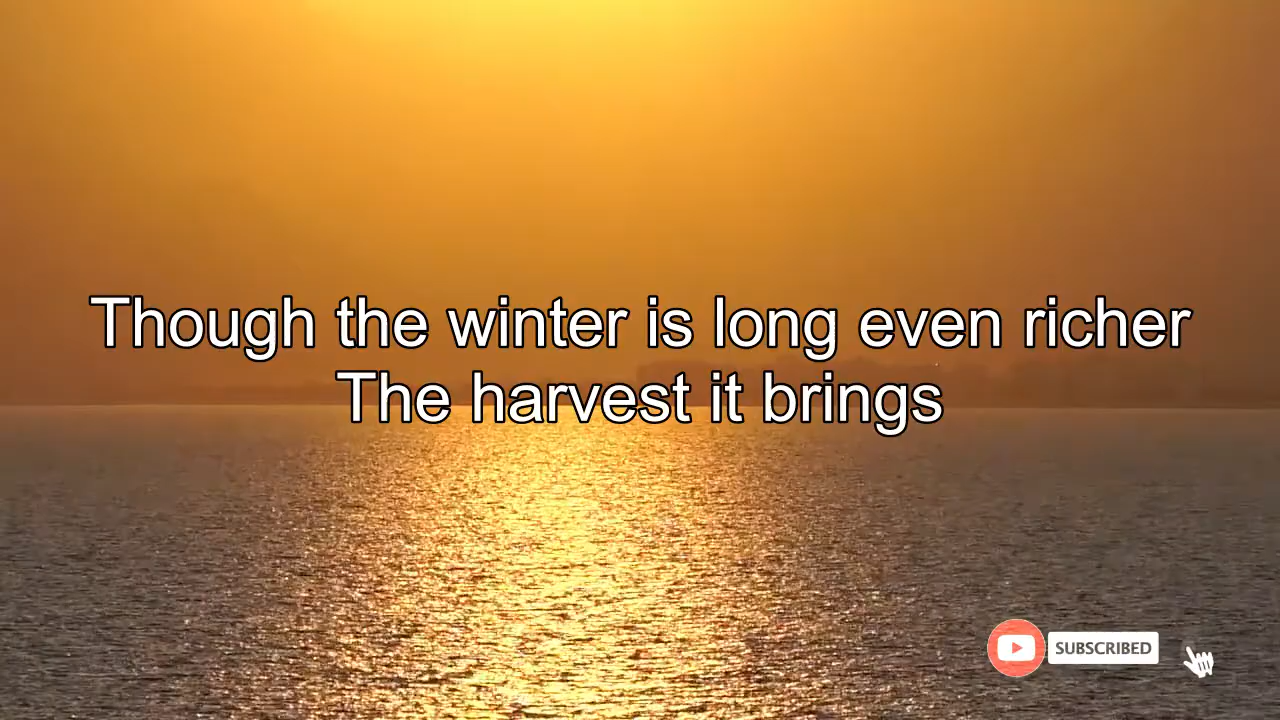 Though the winter is long even richer
The harvest it brings
SUBSCRIBED